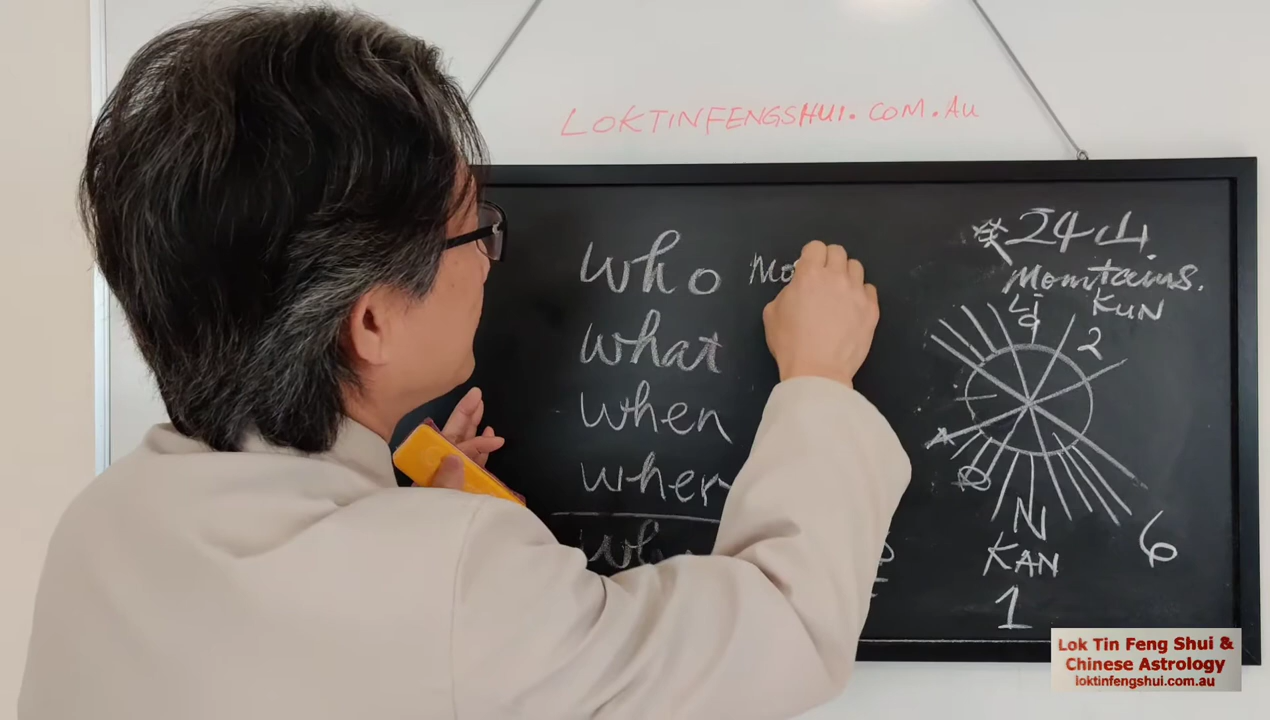 LOKTINFENGSHUI.COM.AU
who
what
when
24山
Mountains.
Li
9
KUN
2
N
KAN
1
6
Lok Tin Feng Shui &
Chinese Astrology
loktinfengshui.com.au